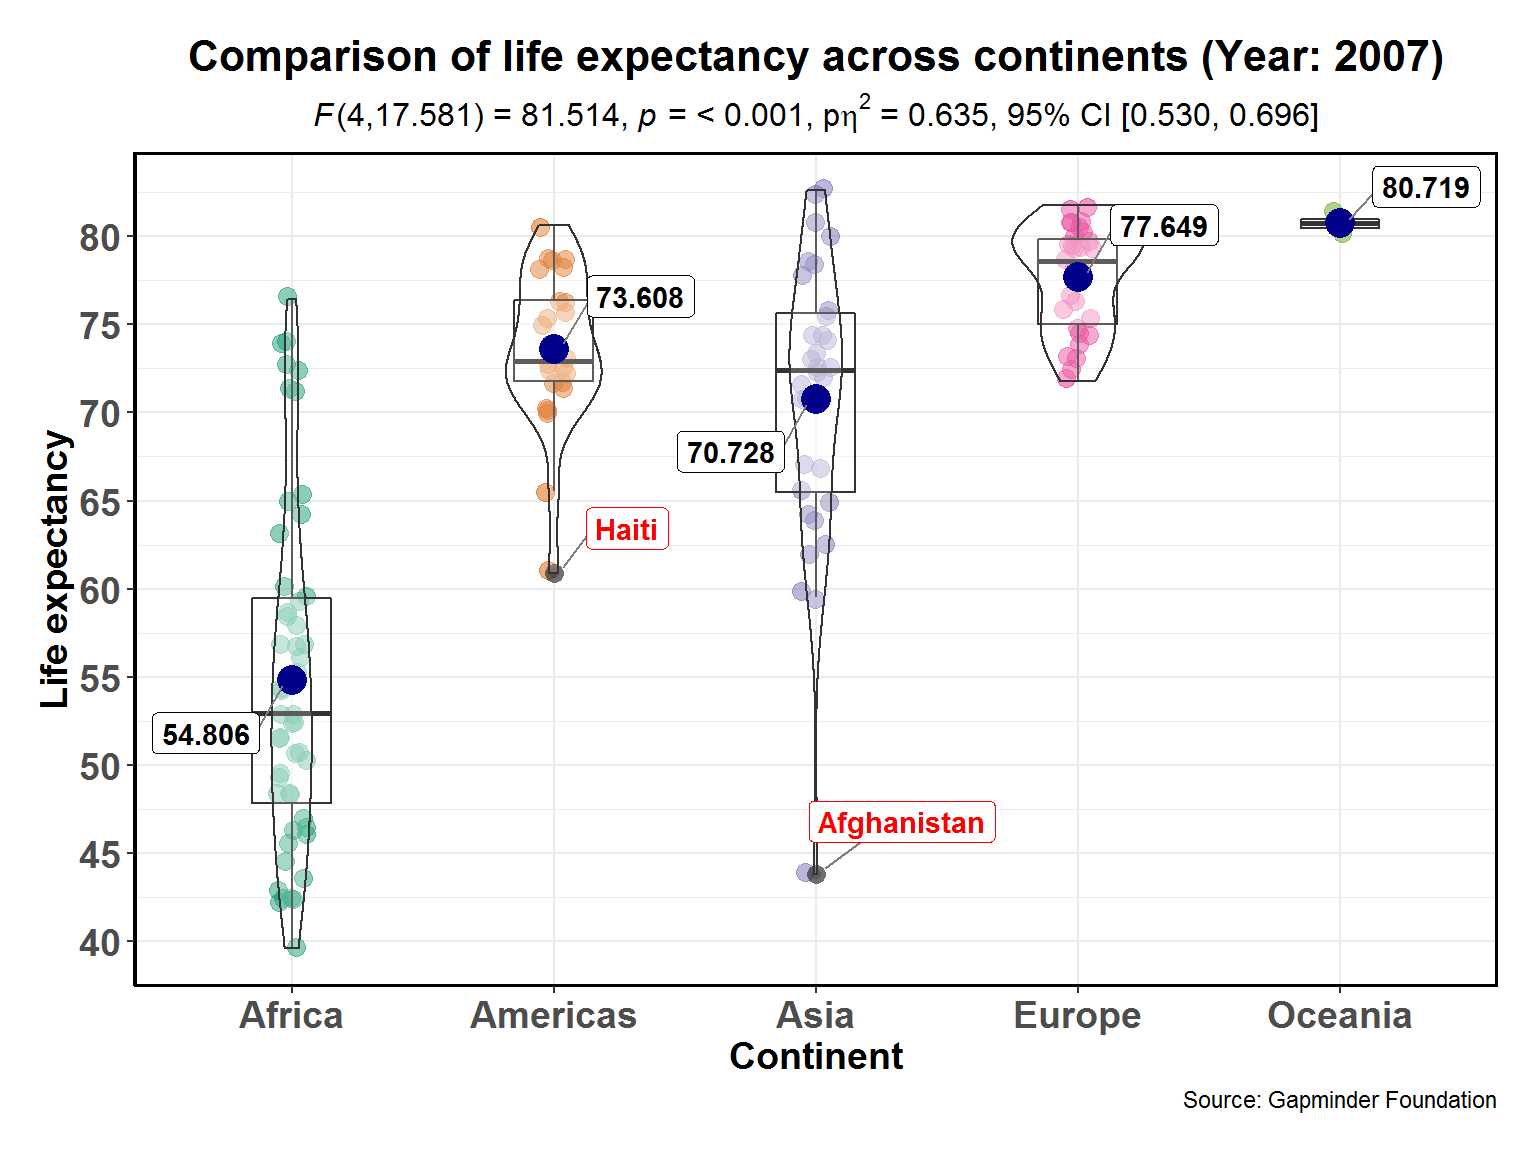 Comparison of life expectancy across continents (Year: 2007)
F(4,17.581) = 81.514, p = < 0.001, pη² = 0.635, 95% CI [0.530, 0.696]
Life expectancy
80
75
70
65
60
55
50
45
40
80.719
77.649
73.608
70.728
Haiti
54.806
Afghanistan
Africa
Americas
Asia
Europe
Oceania
Continent
Source: Gapminder Foundation